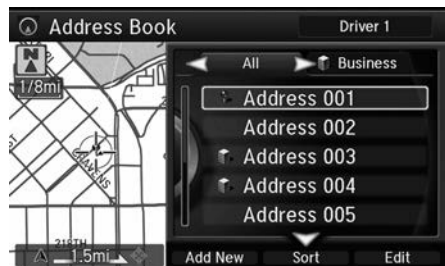 Address Book Driver 1
N
All Business
1/8mi
Address 001
Address 002
Address 003
Address 004
Address 005
218TH
1.5mi
Add New Sort Edit